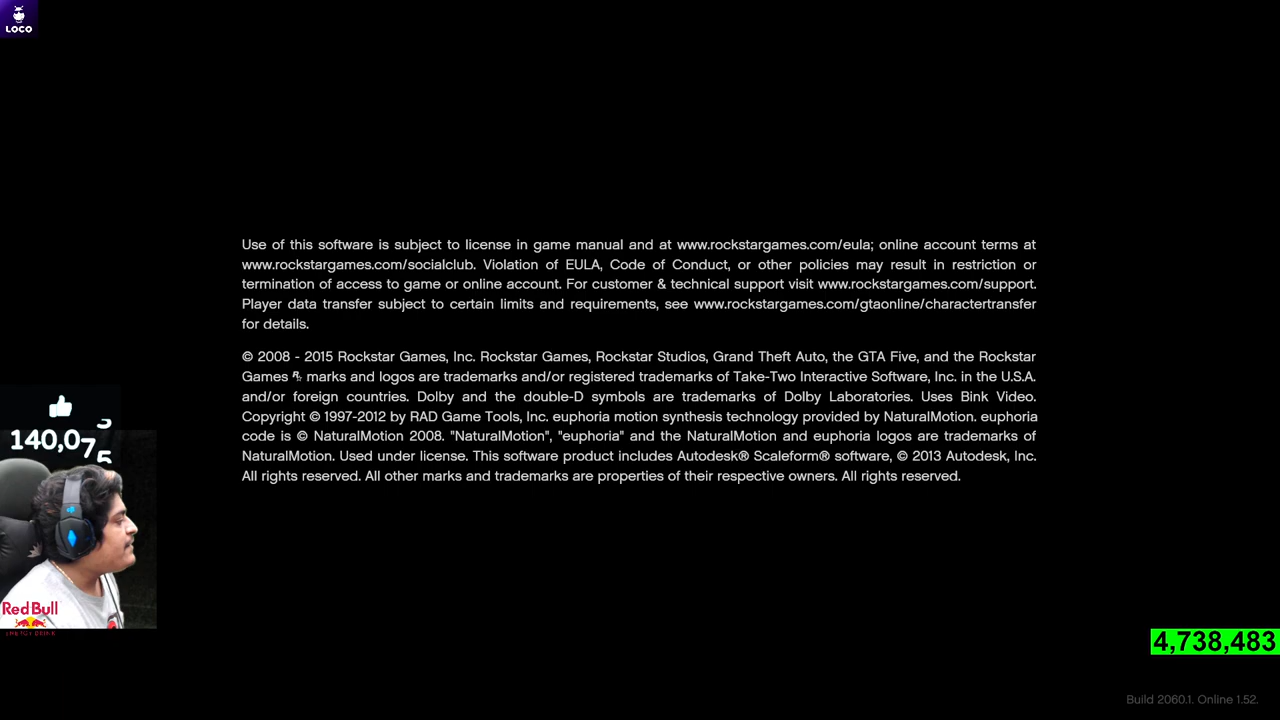 LOCO
Use of this software is subject to license in game manual and at www.rockstargames.com/eula; online account terms at
www.rockstargames.com/socialclub. Violation of EULA, Code of Conduct, or other policies may result in restriction or
termination of access to game or online account. For customer & technical support visit www.rockstargames.com/support.
Player data transfer subject to certain limits and requirements, see www.rockstargames.com/gtaonline/charactertransfer
for details.
© 2008 - 2015 Rockstar Games, Inc. Rockstar Games, Rockstar Studios, Grand Theft Auto, the GTA Five, and the Rockstar
Games R* marks and logos are trademarks and/or registered trademarks of Take-Two Interactive Software, Inc. in the U.S.A.
and/or foreign countries. Dolby and the double-D symbols are trademarks of Dolby Laboratories. Uses Bink Video.
Copyright © 1997-2012 by RAD Game Tools, Inc. euphoria motion synthesis technology provided by NaturalMotion. euphoria
code is © NaturalMotion 2008. "NaturalMotion", "euphoria" and the NaturalMotion and euphoria logos are trademarks of
NaturalMotion. Used under license. This software product includes Autodesk® Scaleform® software, © 2013 Autodesk, Inc.
All rights reserved. All other marks and trademarks are properties of their respective owners. All rights reserved.
Red Bull
ENERGY DRINK
4,738,483
Build 2060.1. Online 1.52.